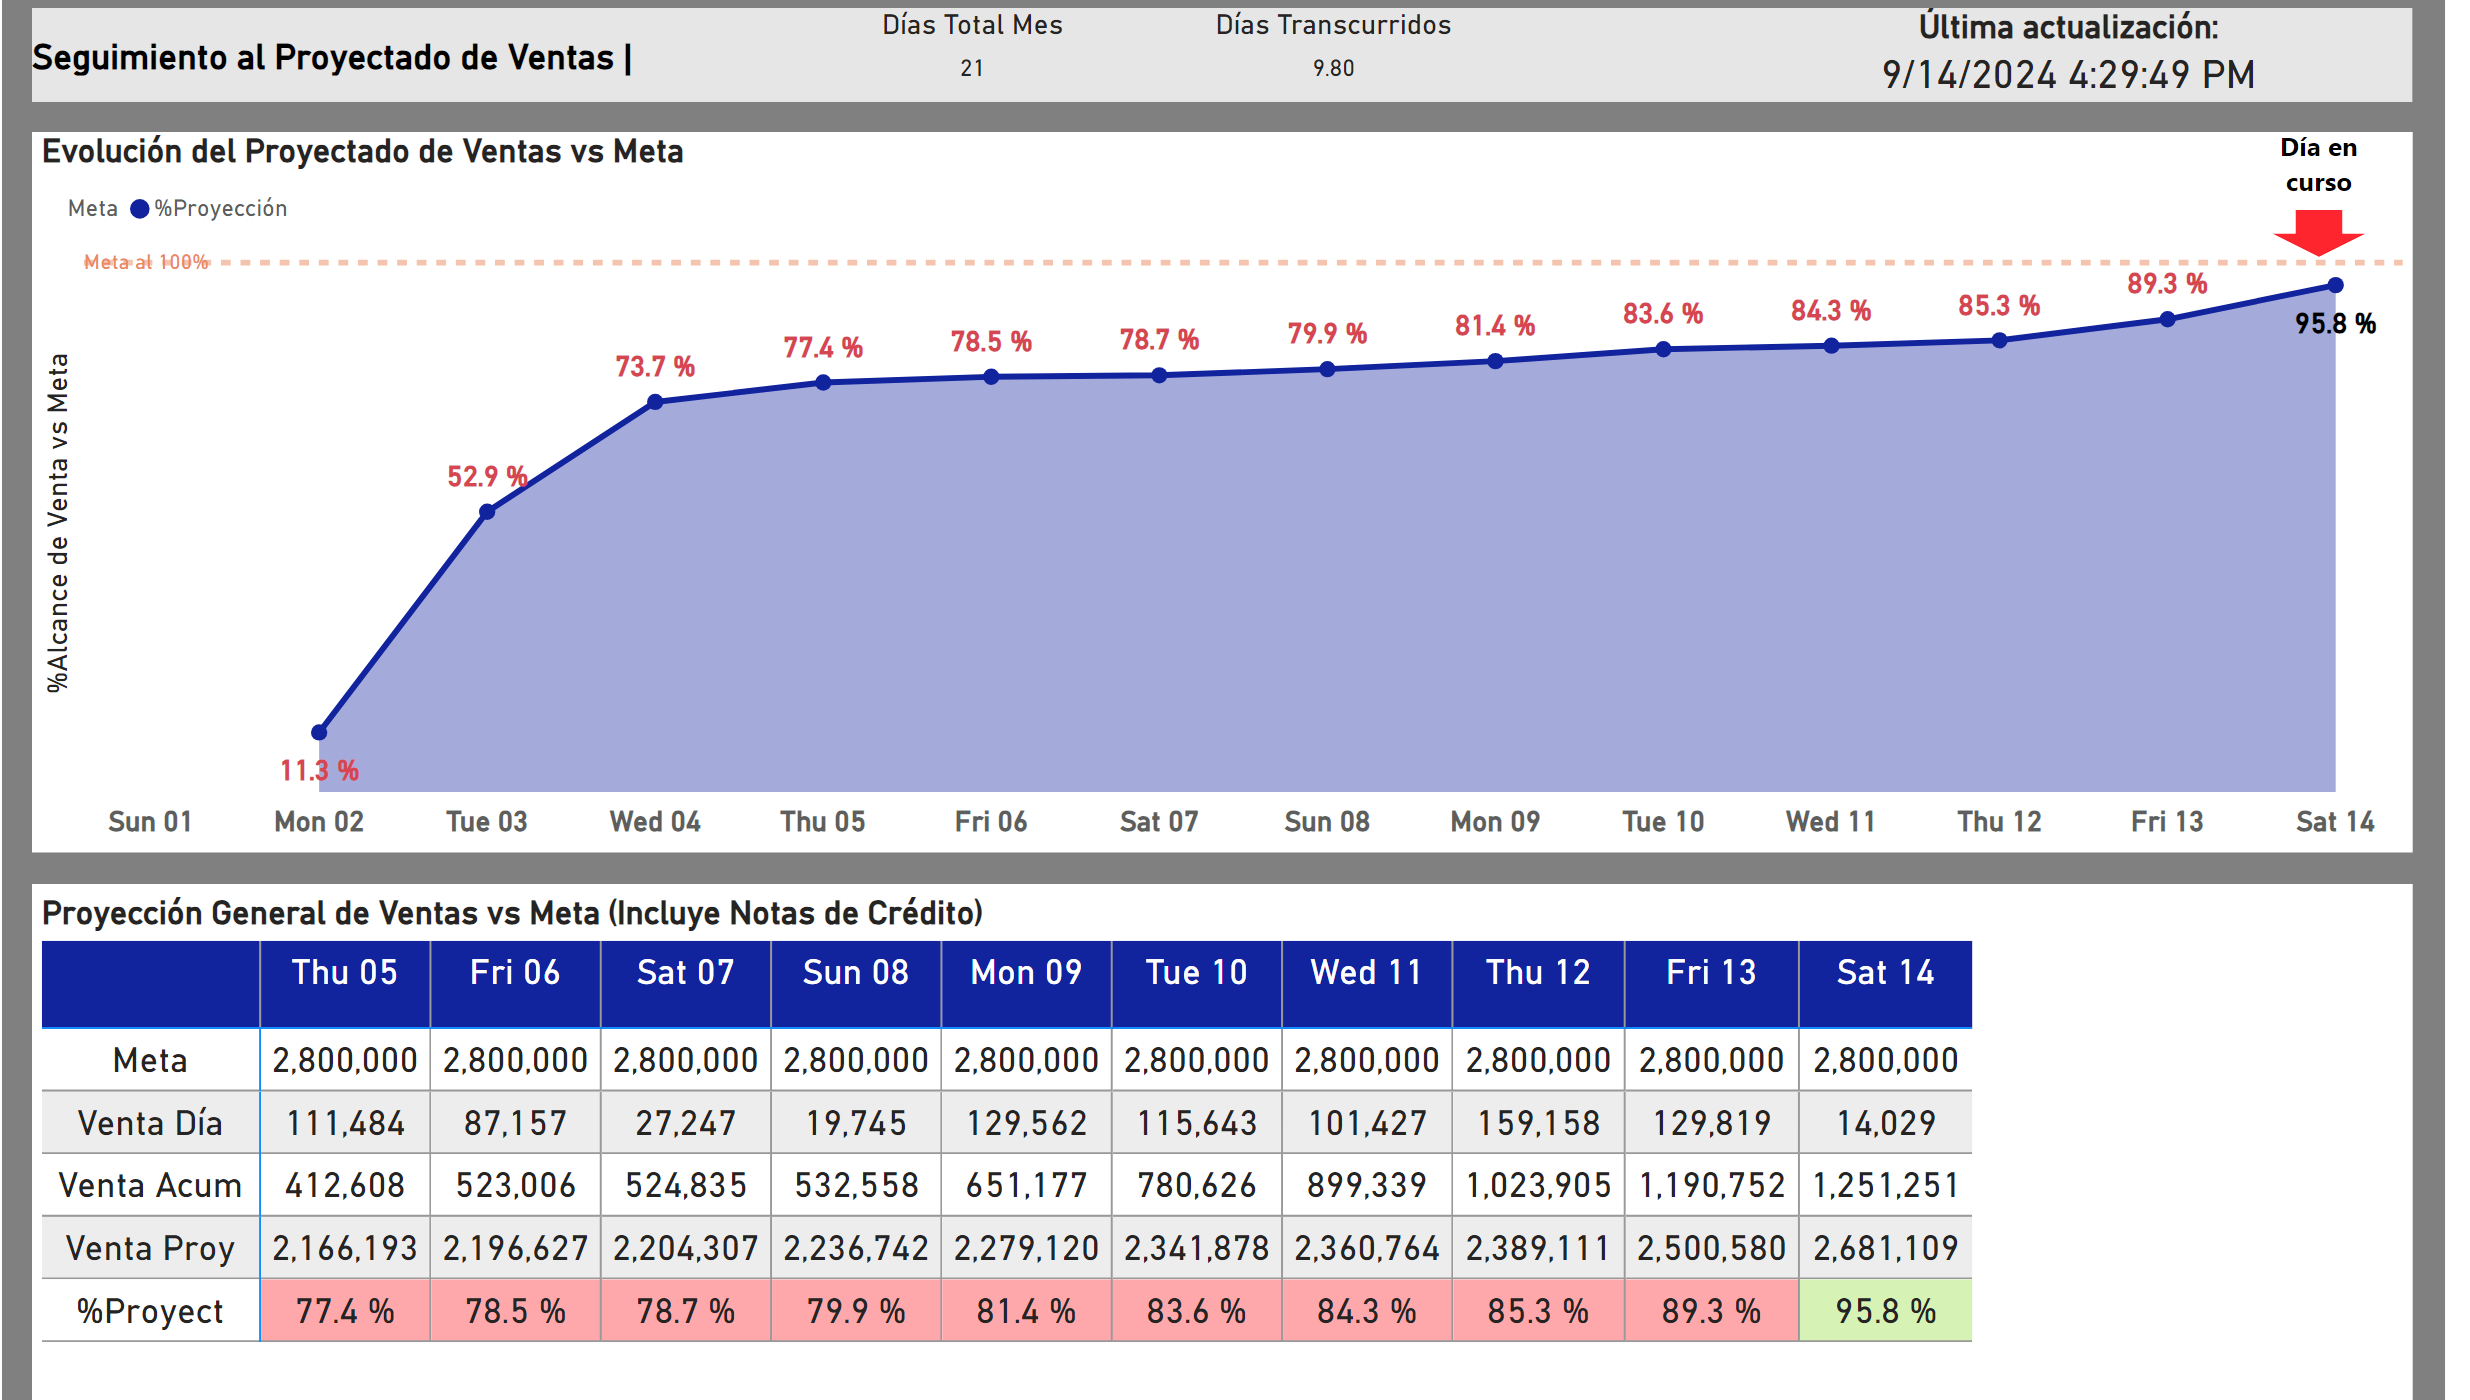 Seguimiento al Proyectado de Ventas |
Días Total Mes
21
Días Transcurridos
9.80
Última actualización:
9/14/2024 4:29:49 PM
Evolución del Proyectado de Ventas vs Meta
Día en
curso
Meta %Proyección
Meta al 100%
%Alcance de Venta vs Meta
11.3 %
52.9 %
73.7 %
77.4 %
78.5 %
78.7 %
79.9 %
81.4 %
83.6 %
84.3 %
85.3 %
89.3 %
95.8 %
Sun 01 Mon 02 Tue 03 Wed 04 Thu 05 Fri 06 Sat 07 Sun 08 Mon 09 Tue 10 Wed 11 Thu 12 Fri 13 Sat 14
Proyección General de Ventas vs Meta (Incluye Notas de Crédito)
Thu 05 Fri 06 Sat 07 Sun 08 Mon 09 Tue 10 Wed 11 Thu 12 Fri 13 Sat 14
Meta 2,800,000 2,800,000 2,800,000 2,800,000 2,800,000 2,800,000 2,800,000 2,800,000 2,800,000 2,800,000
Venta Día 111,484 87,157 27,247 19,745 129,562 115,643 101,427 159,158 129,819 14,029
Venta Acum 412,608 523,006 524,835 532,558 651,177 780,626 899,339 1,023,905 1,190,752 1,251,251
Venta Proy 2,166,193 2,196,627 2,204,307 2,236,742 2,279,120 2,341,878 2,360,764 2,389,111 2,500,580 2,681,109
%Proyect 77.4 % 78.5 % 78.7 % 79.9 % 81.4 % 83.6 % 84.3 % 85.3 % 89.3 % 95.8 %